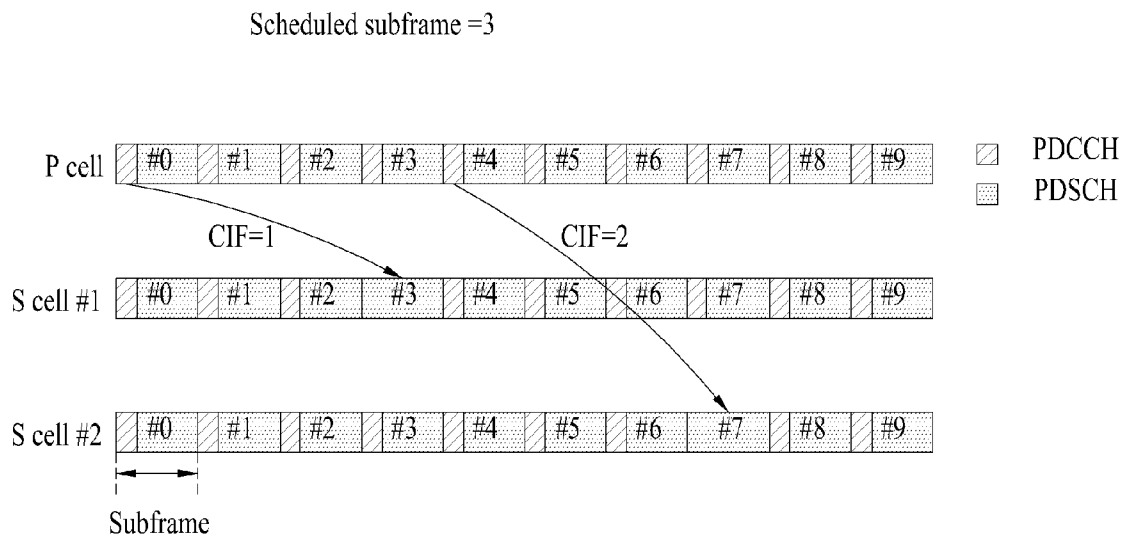 Scheduled subframe =3
P cell #0 #1 #2 #3 #4 #5 #6 #7 #8 #9
PDCCH
PDSCH
CIF=1 CIF=2
S cell #1 #0 #1 #2 #3 #4 #5 #6 #7 #8 #9
S cell #2 #0 #1 #2 #3 #4 #5 #6 #7 #8 #9
Subframe